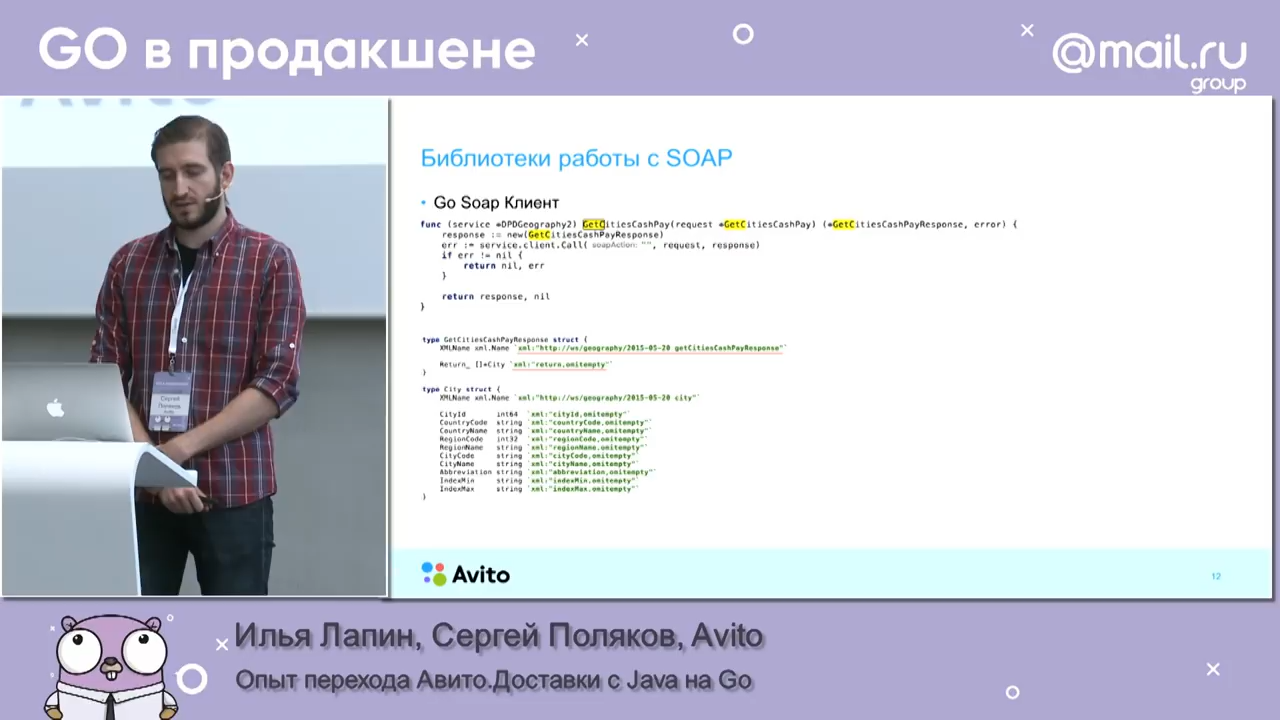 GO в продакшене
@mail.ru
group
Библиотеки работы с SOAP
• Go Soap Клиент
func (service *DPDGeography2) GetCitiesCashPay(request *GetCitiesCashPay) (*GetCitiesCashPayResponse, error) {
response := new(GetCitiesCashPayResponse)
err := service.client.Call( soapAction: "", request, response)
if err != nil {
return nil, err
}
return response, nil
}
type GetCitiesCashPayResponse struct {
XMLName xml.Name `xml:"http://ws/geography/2015-05-20 getCitiesCashPayResponse"`
Return_ []*City `xml:"return,omitempty"`
}
type City struct {
XMLName xml.Name `xml:"http://ws/geography/2015-05-20 city"`
CityId int64 `xml:"cityId,omitempty"`
CountryCode string `xml:"countryCode,omitempty"`
CountryName string `xml:"countryName,omitempty"`
RegionCode int32 `xml:"regionCode,omitempty"`
RegionName string `xml:"regionName,omitempty"`
CityCode string `xml:"cityCode,omitempty"`
CityName string `xml:"cityName,omitempty"`
Abbreviation string `xml:"abbreviation,omitempty"`
IndexMin string `xml:"indexMin,omitempty"`
IndexMax string `xml:"indexMax,omitempty"`
}
Avito
12
Сергей
Поляков
Avito
Илья Лапин, Сергей Поляков, Avito
Опыт перехода Авито.Доставки с Java на Go